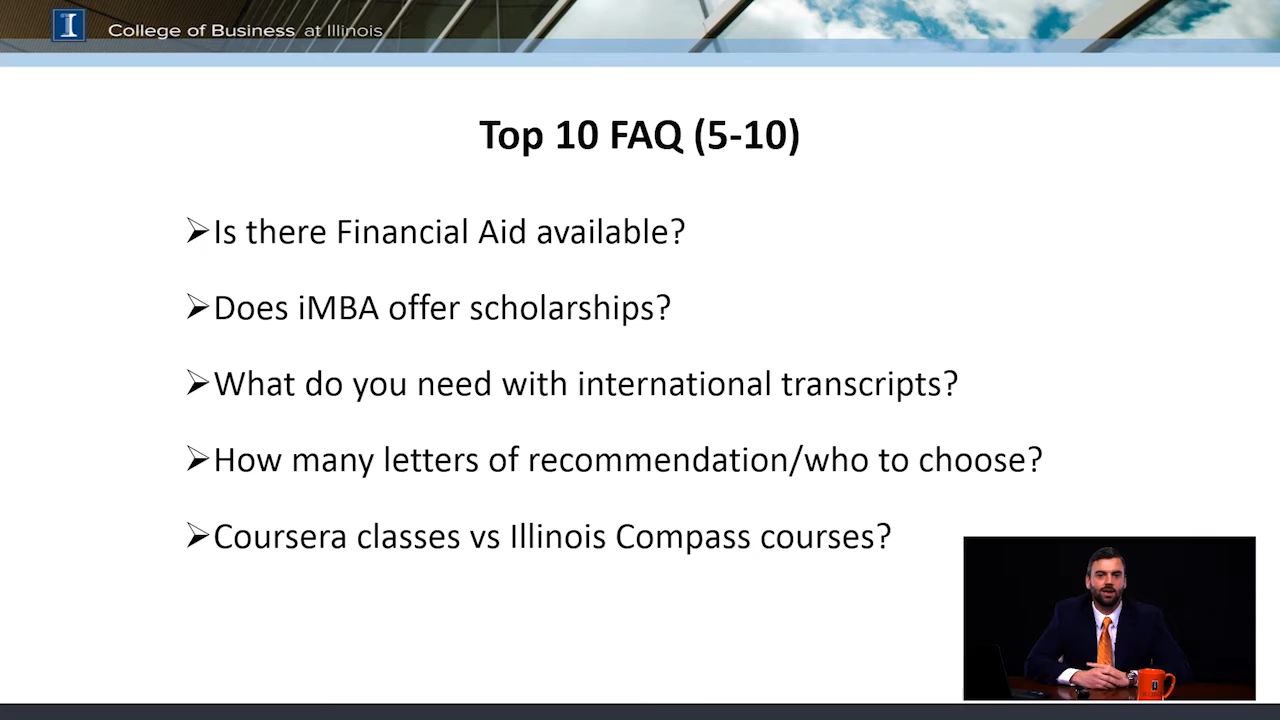 I
College of Business at Illinois
Top 10 FAQ (5-10)
➢Is there Financial Aid available?
➢Does iMBA offer scholarships?
➢What do you need with international transcripts?
➢How many letters of recommendation/who to choose?
➢Coursera classes vs Illinois Compass courses?